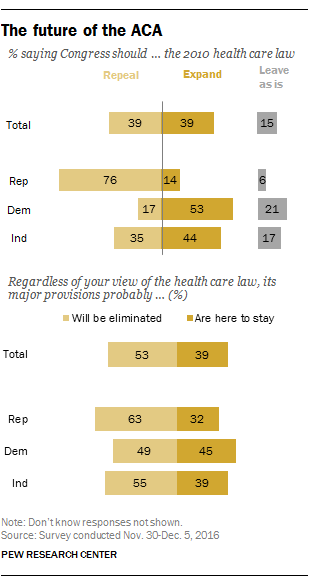 The future of the ACA
% saying Congress should ... the 2010 health care law
Repeal Expand Leave as is
Total 39 39 15
Rep 76 14 6
Dem 17 53 21
Ind 35 44 17
Regardless of your view of the health care law, its
major provisions probably ... (%)
Will be eliminated Are here to stay
Total 53 39
Rep 63 32
Dem 49 45
Ind 55 39
Note: Don't know responses not shown.
Source: Survey conducted Nov. 30-Dec. 5, 2016
PEW RESEARCH CENTER